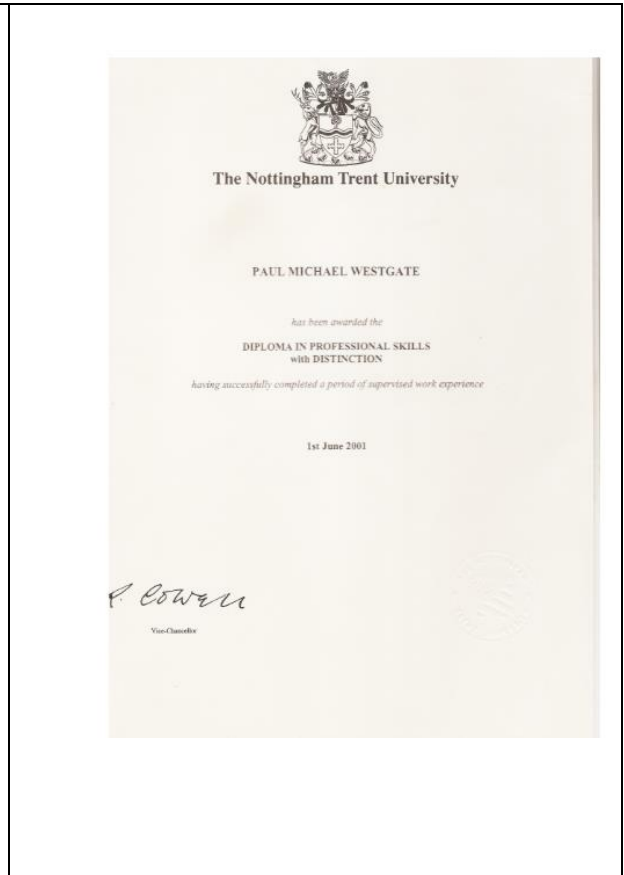 The Nottingham Trent University
PAUL MICHAEL WESTGATE
has been awarded the
DIPLOMA IN PROFESSIONAL SKILLS
with DISTINCTION
having successfully completed a period of supervised work experience
1st June 2001
R. Cowell
Vice-Chancellor